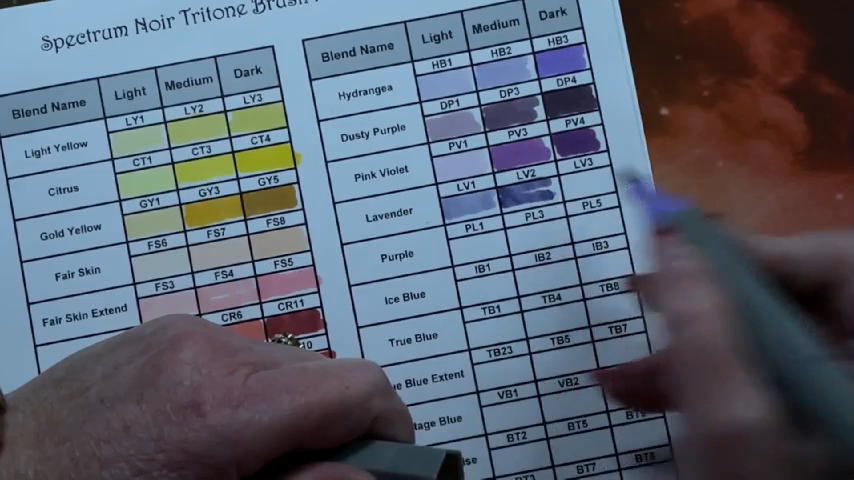 Spectrum Noir Tritone Brush
Blend Name Light Medium Dark
LY1 LY2 LY3
Light Yellow
CT1 CT3 CT4
Citrus
GY1 GY3 GY5
Gold Yellow
FS6 FS7 FS8
Fair Skin
FS3 FS4 FS5
Fair Skin Extend
CR6 CR11
Blend Name Light Medium Dark
HB1 HB2 HB3
Hydrangea
DP1 DP3 DP4
Dusty Purple
PV1 PV3 PV4
Pink Violet
LV1 LV2 LV3
Lavender
PL1 PL3 PL5
Purple
IB1 IB2 IB3
Ice Blue
TB1 TB4 TB8
True Blue
TB23 TB5 TB7
Blue Extent
VB1 VB2
Blue
BT2 BT5
BT7 BT8